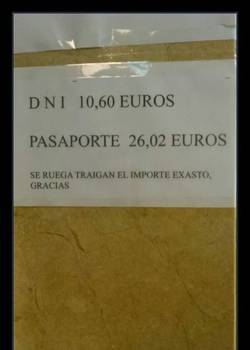 D N I 10,60 EUROS
PASAPORTE 26,02 EUROS
SE RUEGA TRAIGAN EL IMPORTE EXASTO,
GRACIAS